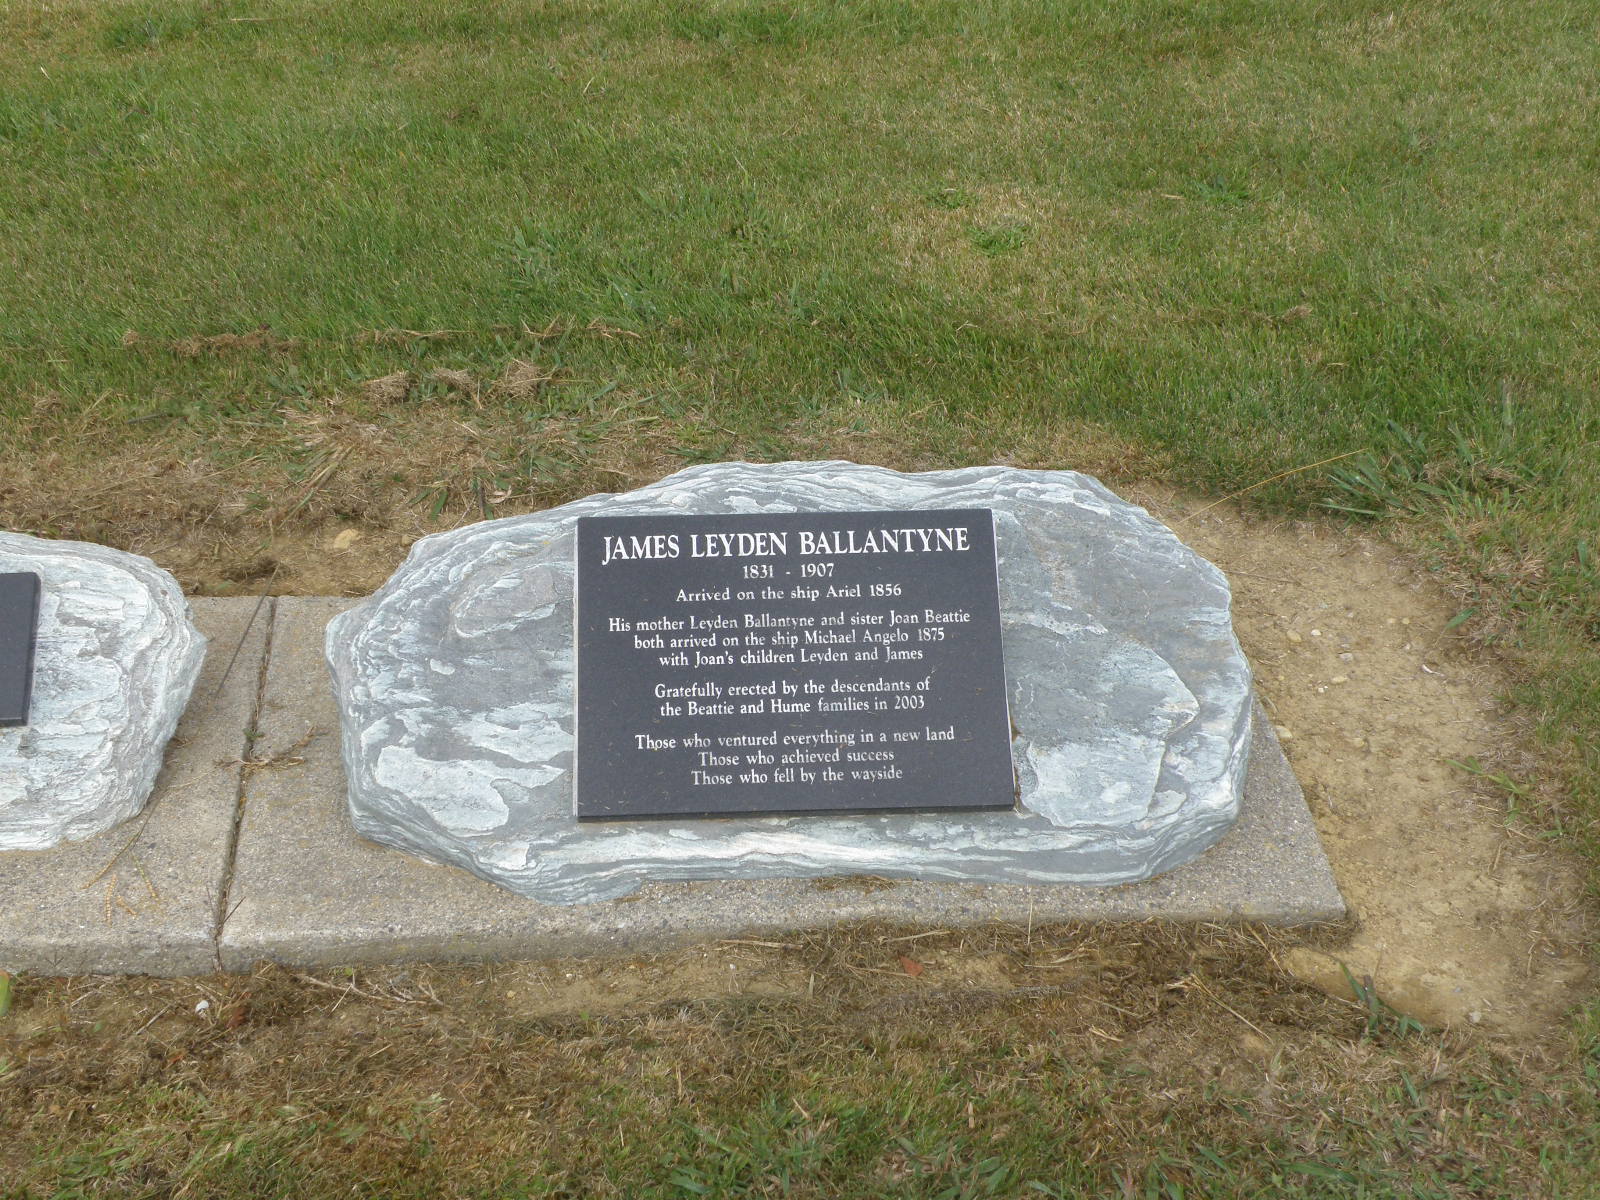 JAMES LEYDEN BALLANTYNE
1831 - 1907
Arrived on the ship Ariel 1856
His mother Leyden Ballantyne and sister Joan Beattie
both arrived on the ship Michael Angelo 1875
with Joan's children Leyden and James
Gratefully erected by the descendants of
the Beattie and Hume families in 2003
Those who ventured everything in a new land
Those who achieved success
Those who fell by the wayside